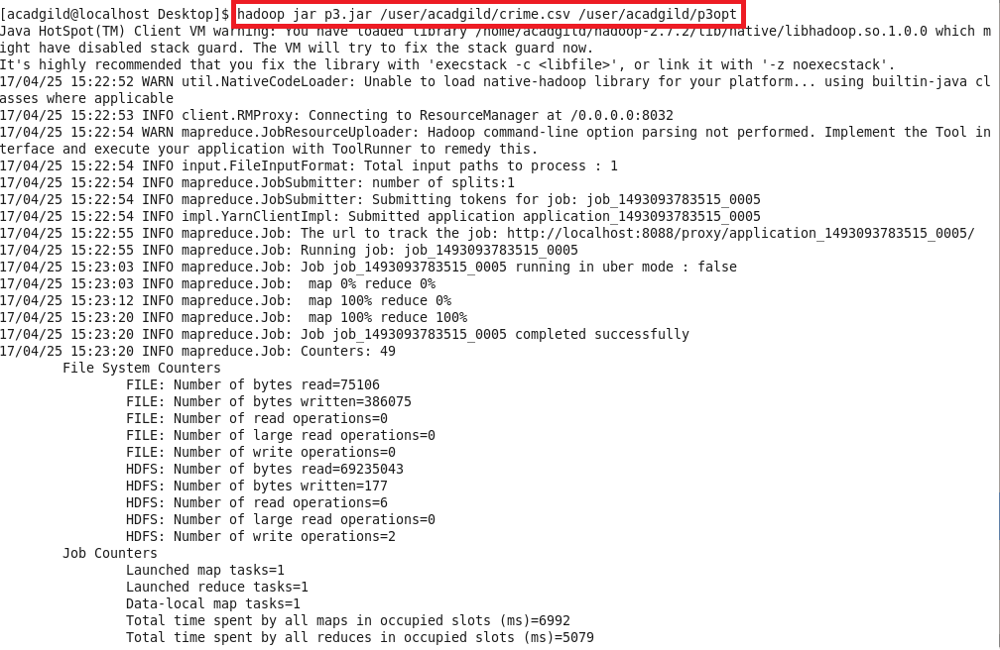 [acadgild@localhost Desktop]$ hadoop jar p3.jar /user/acadgild/crime.csv /user/acadgild/p3opt
Java HotSpot(TM) Client VM warning: You have loaded library /home/acadgild/hadoop-2.7.2/lib/native/libhadoop.so.1.0.0 which m
ight have disabled stack guard. The VM will try to fix the stack guard now.
It's highly recommended that you fix the library with 'execstack -c <libfile>', or link it with '-z noexecstack'.
17/04/25 15:22:52 WARN util.NativeCodeLoader: Unable to load native-hadoop library for your platform... using builtin-java cl
asses where applicable
17/04/25 15:22:53 INFO client.RMProxy: Connecting to ResourceManager at /0.0.0.0:8032
17/04/25 15:22:54 WARN mapreduce.JobResourceUploader: Hadoop command-line option parsing not performed. Implement the Tool in
terface and execute your application with ToolRunner to remedy this.
17/04/25 15:22:54 INFO input.FileInputFormat: Total input paths to process : 1
17/04/25 15:22:54 INFO mapreduce.JobSubmitter: number of splits:1
17/04/25 15:22:54 INFO mapreduce.JobSubmitter: Submitting tokens for job: job_1493093783515_0005
17/04/25 15:22:54 INFO impl.YarnClientImpl: Submitted application application_1493093783515_0005
17/04/25 15:22:55 INFO mapreduce.Job: The url to track the job: http://localhost:8088/proxy/application_1493093783515_0005/
17/04/25 15:22:55 INFO mapreduce.Job: Running job: job_1493093783515_0005
17/04/25 15:23:03 INFO mapreduce.Job: Job job_1493093783515_0005 running in uber mode : false
17/04/25 15:23:03 INFO mapreduce.Job:  map 0% reduce 0%
17/04/25 15:23:12 INFO mapreduce.Job:  map 100% reduce 0%
17/04/25 15:23:20 INFO mapreduce.Job:  map 100% reduce 100%
17/04/25 15:23:20 INFO mapreduce.Job: Job job_1493093783515_0005 completed successfully
17/04/25 15:23:20 INFO mapreduce.Job: Counters: 49
File System Counters
FILE: Number of bytes read=75106
FILE: Number of bytes written=386075
FILE: Number of read operations=0
FILE: Number of large read operations=0
FILE: Number of write operations=0
HDFS: Number of bytes read=69235043
HDFS: Number of bytes written=177
HDFS: Number of read operations=6
HDFS: Number of large read operations=0
HDFS: Number of write operations=2
Job Counters
Launched map tasks=1
Launched reduce tasks=1
Data-local map tasks=1
Total time spent by all maps in occupied slots (ms)=6992
Total time spent by all reduces in occupied slots (ms)=5079